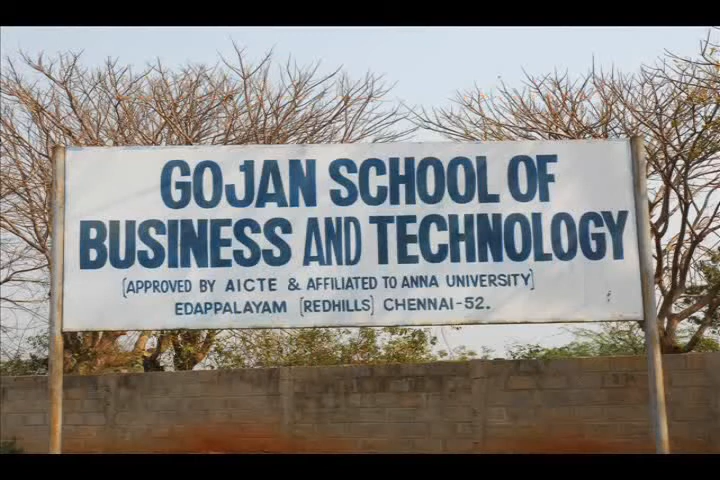 GOJAN SCHOOL OF
BUSINESS AND TECHNOLOGY
[APPROVED BY AICTE & AFFILIATED TO ANNA UNIVERSITY]
EDAPPALAYAM [REDHILLS] CHENNAI-52.